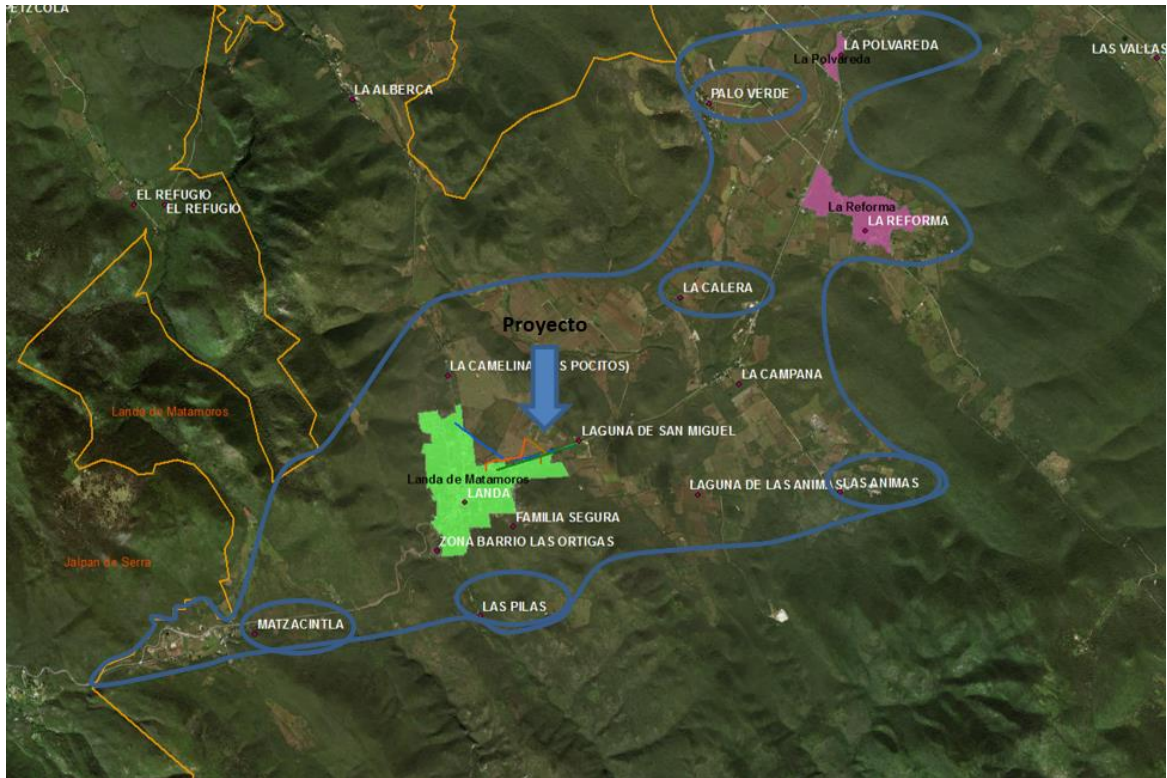 PETZCOLA
LA POLVAREDA
La Polvareda
LAS VALLAS
LA ALBERCA
PALO VERDE
EL REFUGIO
EL REFUGIO
La Reforma
LA REFORMA
LA CALERA
Proyecto
LA CAMELINA S POCITOS)
LA CAMPANA
Landa de Matamoros
LAGUNA DE SAN MIGUEL
Landa de Matamoros
LANDA
LAGUNA DE LAS ANIMAS
LAS ANIMAS
FAMILIA SEGURA
ZONA BARRIO LAS ORTIGAS
Jalpan de Serra
LAS PILAS
MATZACINTLA